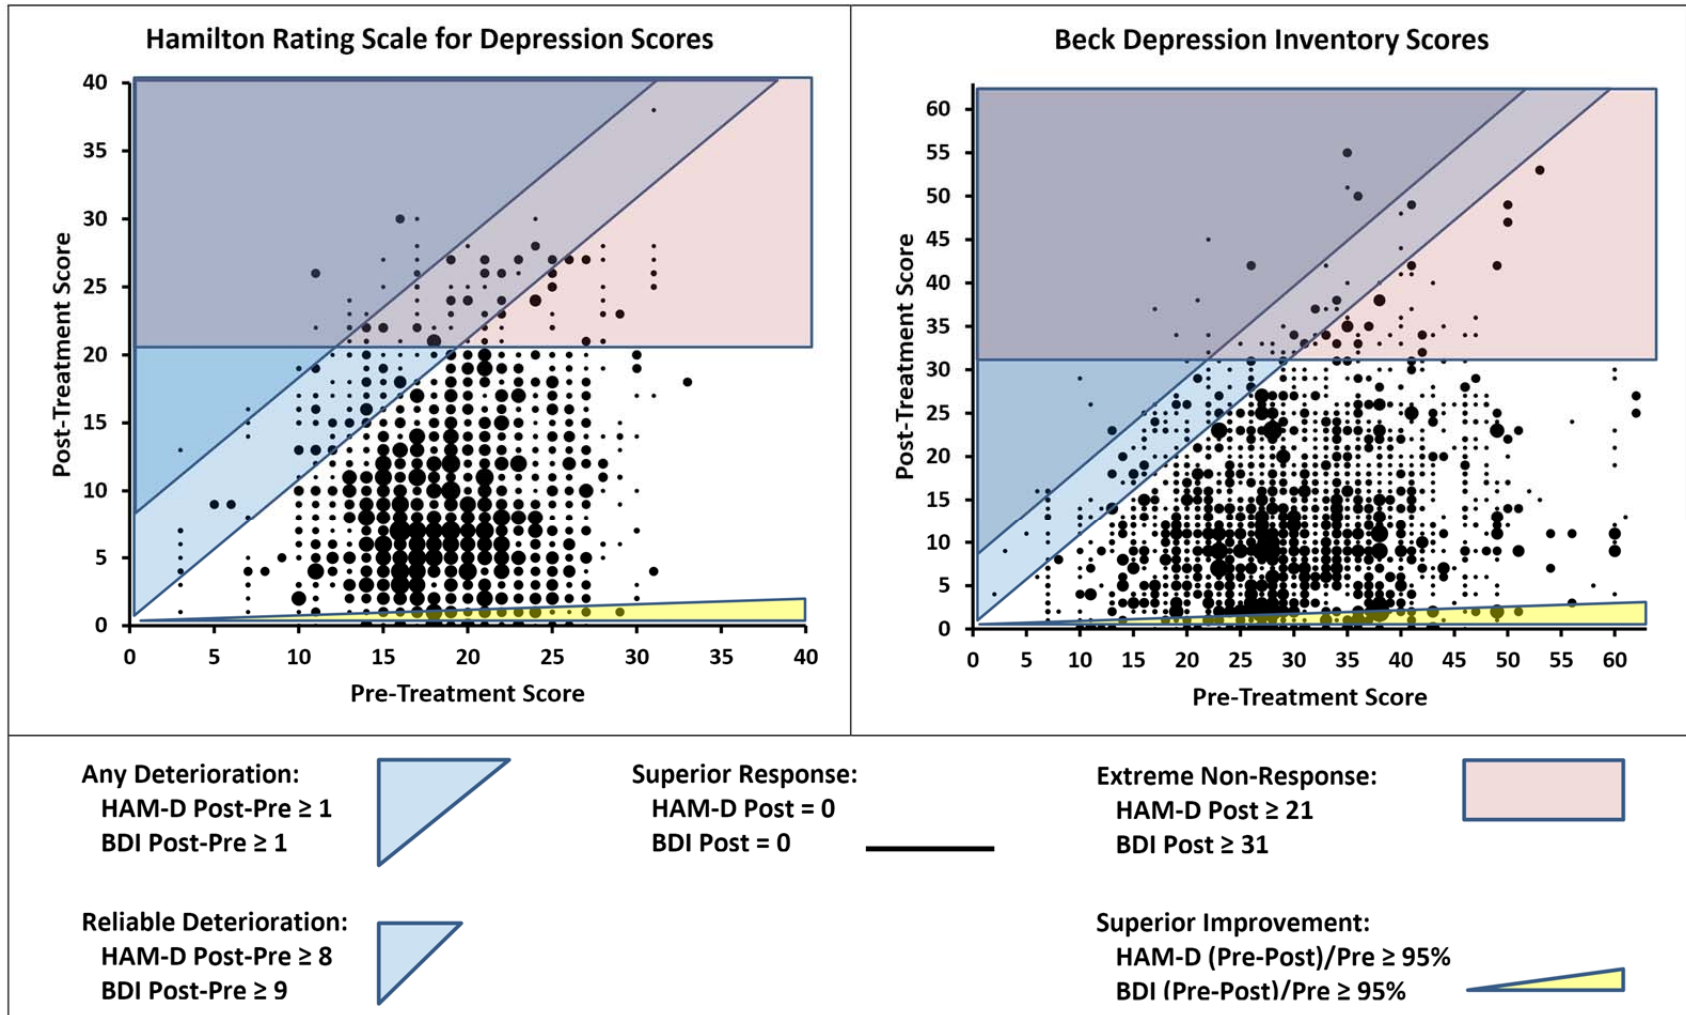 Hamilton Rating Scale for Depression Scores
40
35
30
25
20
15
10
5
0
Post-Treatment Score
0 5 10 15 20 25 30 35 40
Pre-Treatment Score
Beck Depression Inventory Scores
60
55
50
45
40
35
30
25
20
15
10
5
0
Post-Treatment Score
0 5 10 15 20 25 30 35 40 45 50 55 60
Pre-Treatment Score
Any Deterioration:
HAM-D Post-Pre ≥ 1
BDI Post-Pre ≥ 1
Superior Response:
HAM-D Post = 0
BDI Post = 0
Extreme Non-Response:
HAM-D Post ≥ 21
BDI Post ≥ 31
Reliable Deterioration:
HAM-D Post-Pre ≥ 8
BDI Post-Pre ≥ 9
Superior Improvement:
HAM-D (Pre-Post)/Pre ≥ 95%
BDI (Pre-Post)/Pre ≥ 95%